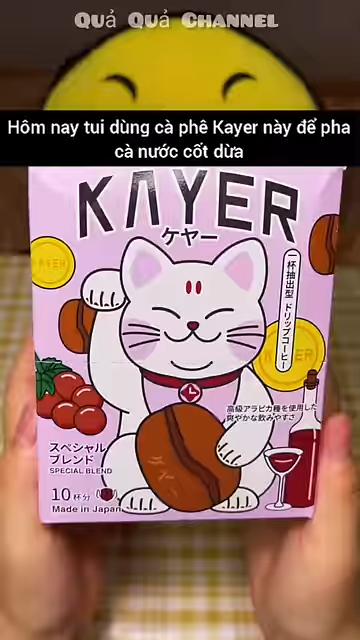 Quả Quả Channel
Hôm nay tui dùng cà phê Kayer này để pha
cà nước cốt dừa
KAYER
ケヤー
一杯抽出型 ドリップコーヒー
高級アラビカ種を使用した
爽やかな飲みやすさ
スペシャル
ブレンド
SPECIAL BLEND
10杯分
Made in Japan